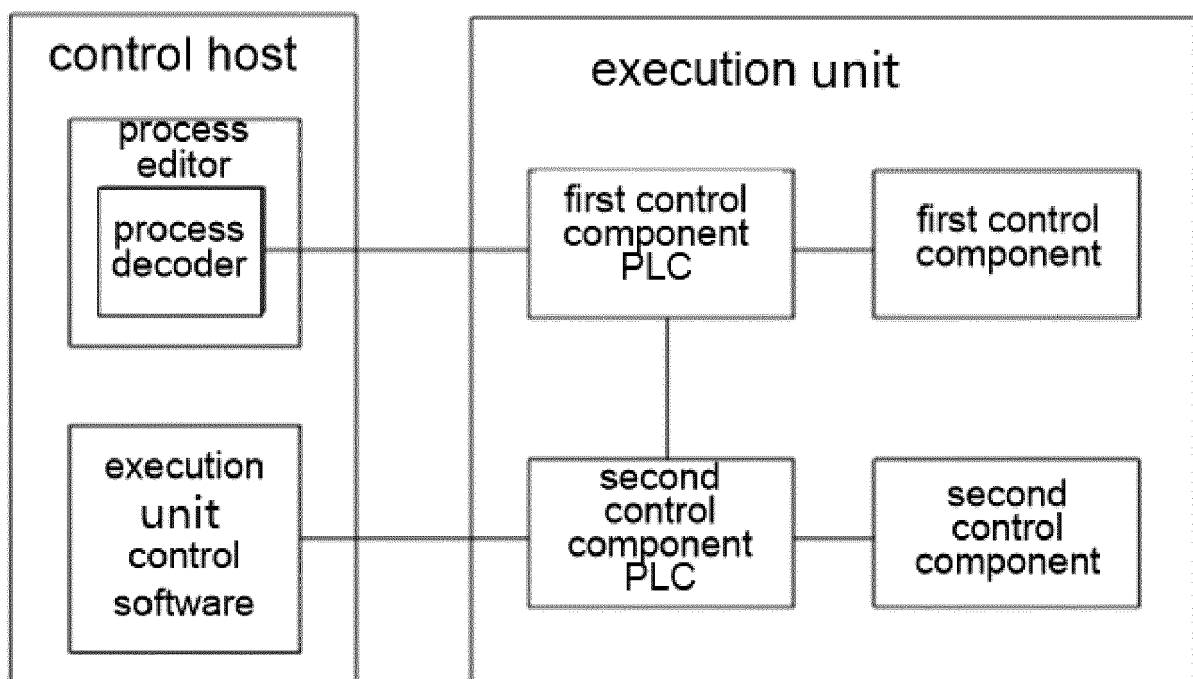 control host
process
editor
process
decoder
execution
unit
control
software
execution unit
first control
component
PLC
first control
component
second
control
component
PLC
second
control
component